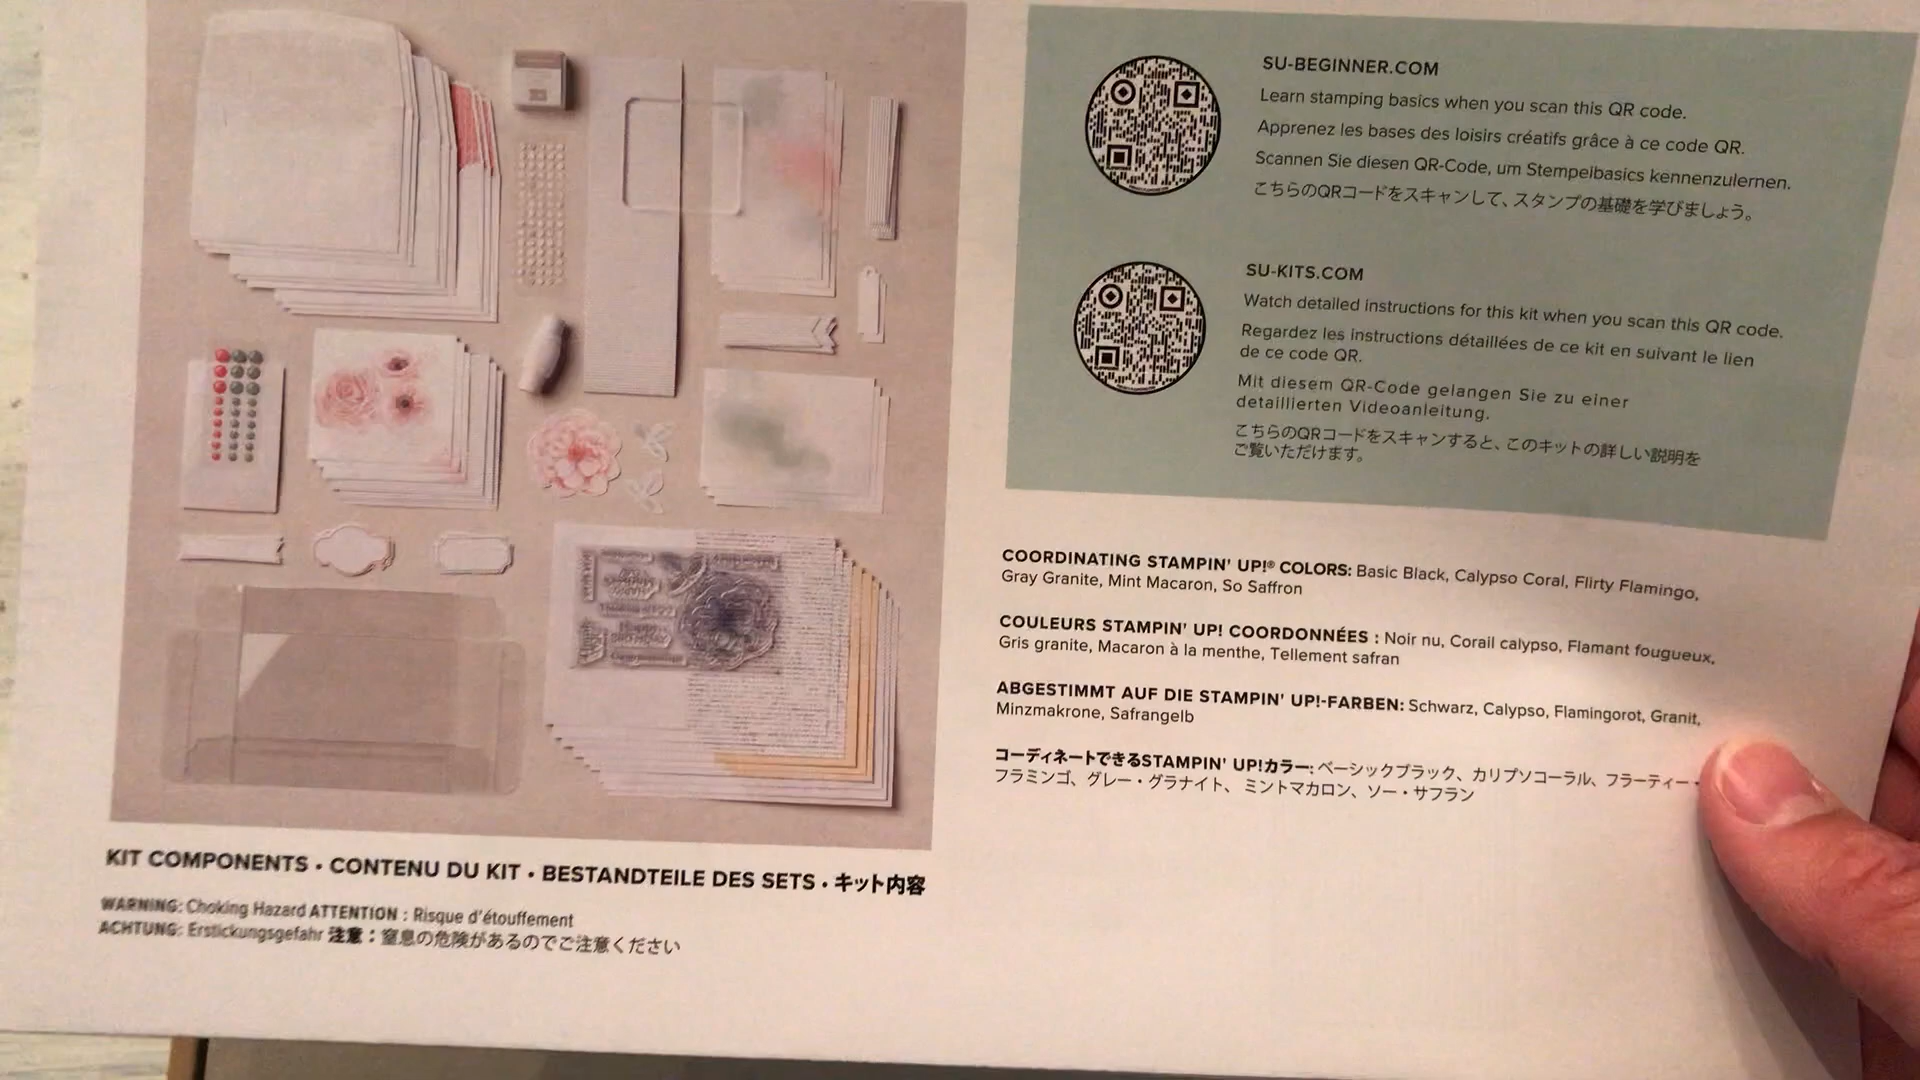 SU-BEGINNER.COM
Learn stamping basics when you scan this QR code.
Apprenez les bases des loisirs créatifs grâce à ce code QR.
Scannen Sie diesen QR-Code, um Stempelbasics kennenzulernen.
こちらのQRコードをスキャンして、スタンプの基礎を学びましょう。
SU-KITS.COM
Watch detailed instructions for this kit when you scan this QR code.
Regardez les instructions détaillées de ce kit en suivant le lien
de ce code QR.
Mit diesem QR-Code gelangen Sie zu einer
detaillierten Videoanleitung.
こちらのQRコードをスキャンすると、このキットの詳しい説明を
ご覧いただけます。
COORDINATING STAMPIN' UP!® COLORS: Basic Black, Calypso Coral, Flirty Flamingo,
Gray Granite, Mint Macaron, So Saffron
COULEURS STAMPIN' UP! COORDONNÉES : Noir nu, Corail calypso, Flamant fougueux,
Gris granite, Macaron à la menthe, Tellement safran
ABGESTIMMT AUF DIE STAMPIN' UP!-FARBEN: Schwarz, Calypso, Flamingorot, Granit,
Minzmakrone, Safrangelb
コーディネートできるSTAMPIN' UP!カラー: ベーシックブラック、カリプソコーラル、フラーティー・
フラミンゴ、グレー・グラナイト、ミントマカロン、ソー・サフラン
KIT COMPONENTS • CONTENU DU KIT • BESTANDTEILE DES SETS • キット内容
WARNING: Choking Hazard ATTENTION : Risque d'étouffement
ACHTUNG: Erstickungsgefahr 注意：窒息の危険があるのでご注意ください